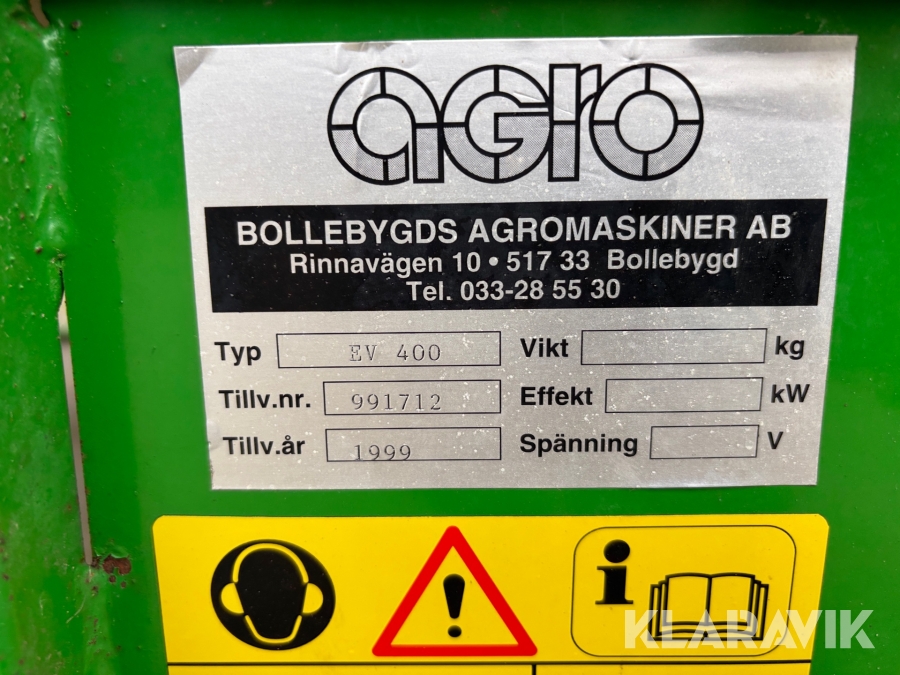 agro
BOLLEBYGDS AGROMASKINER AB
Rinnavägen 10 • 517 33 Bollebygd
Tel. 033-28 55 30
Typ EV 400 Vikt kg
Tillv.nr. 991712 Effekt kW
Tillv.år 1999 Spänning V
! i
KLARAVIK